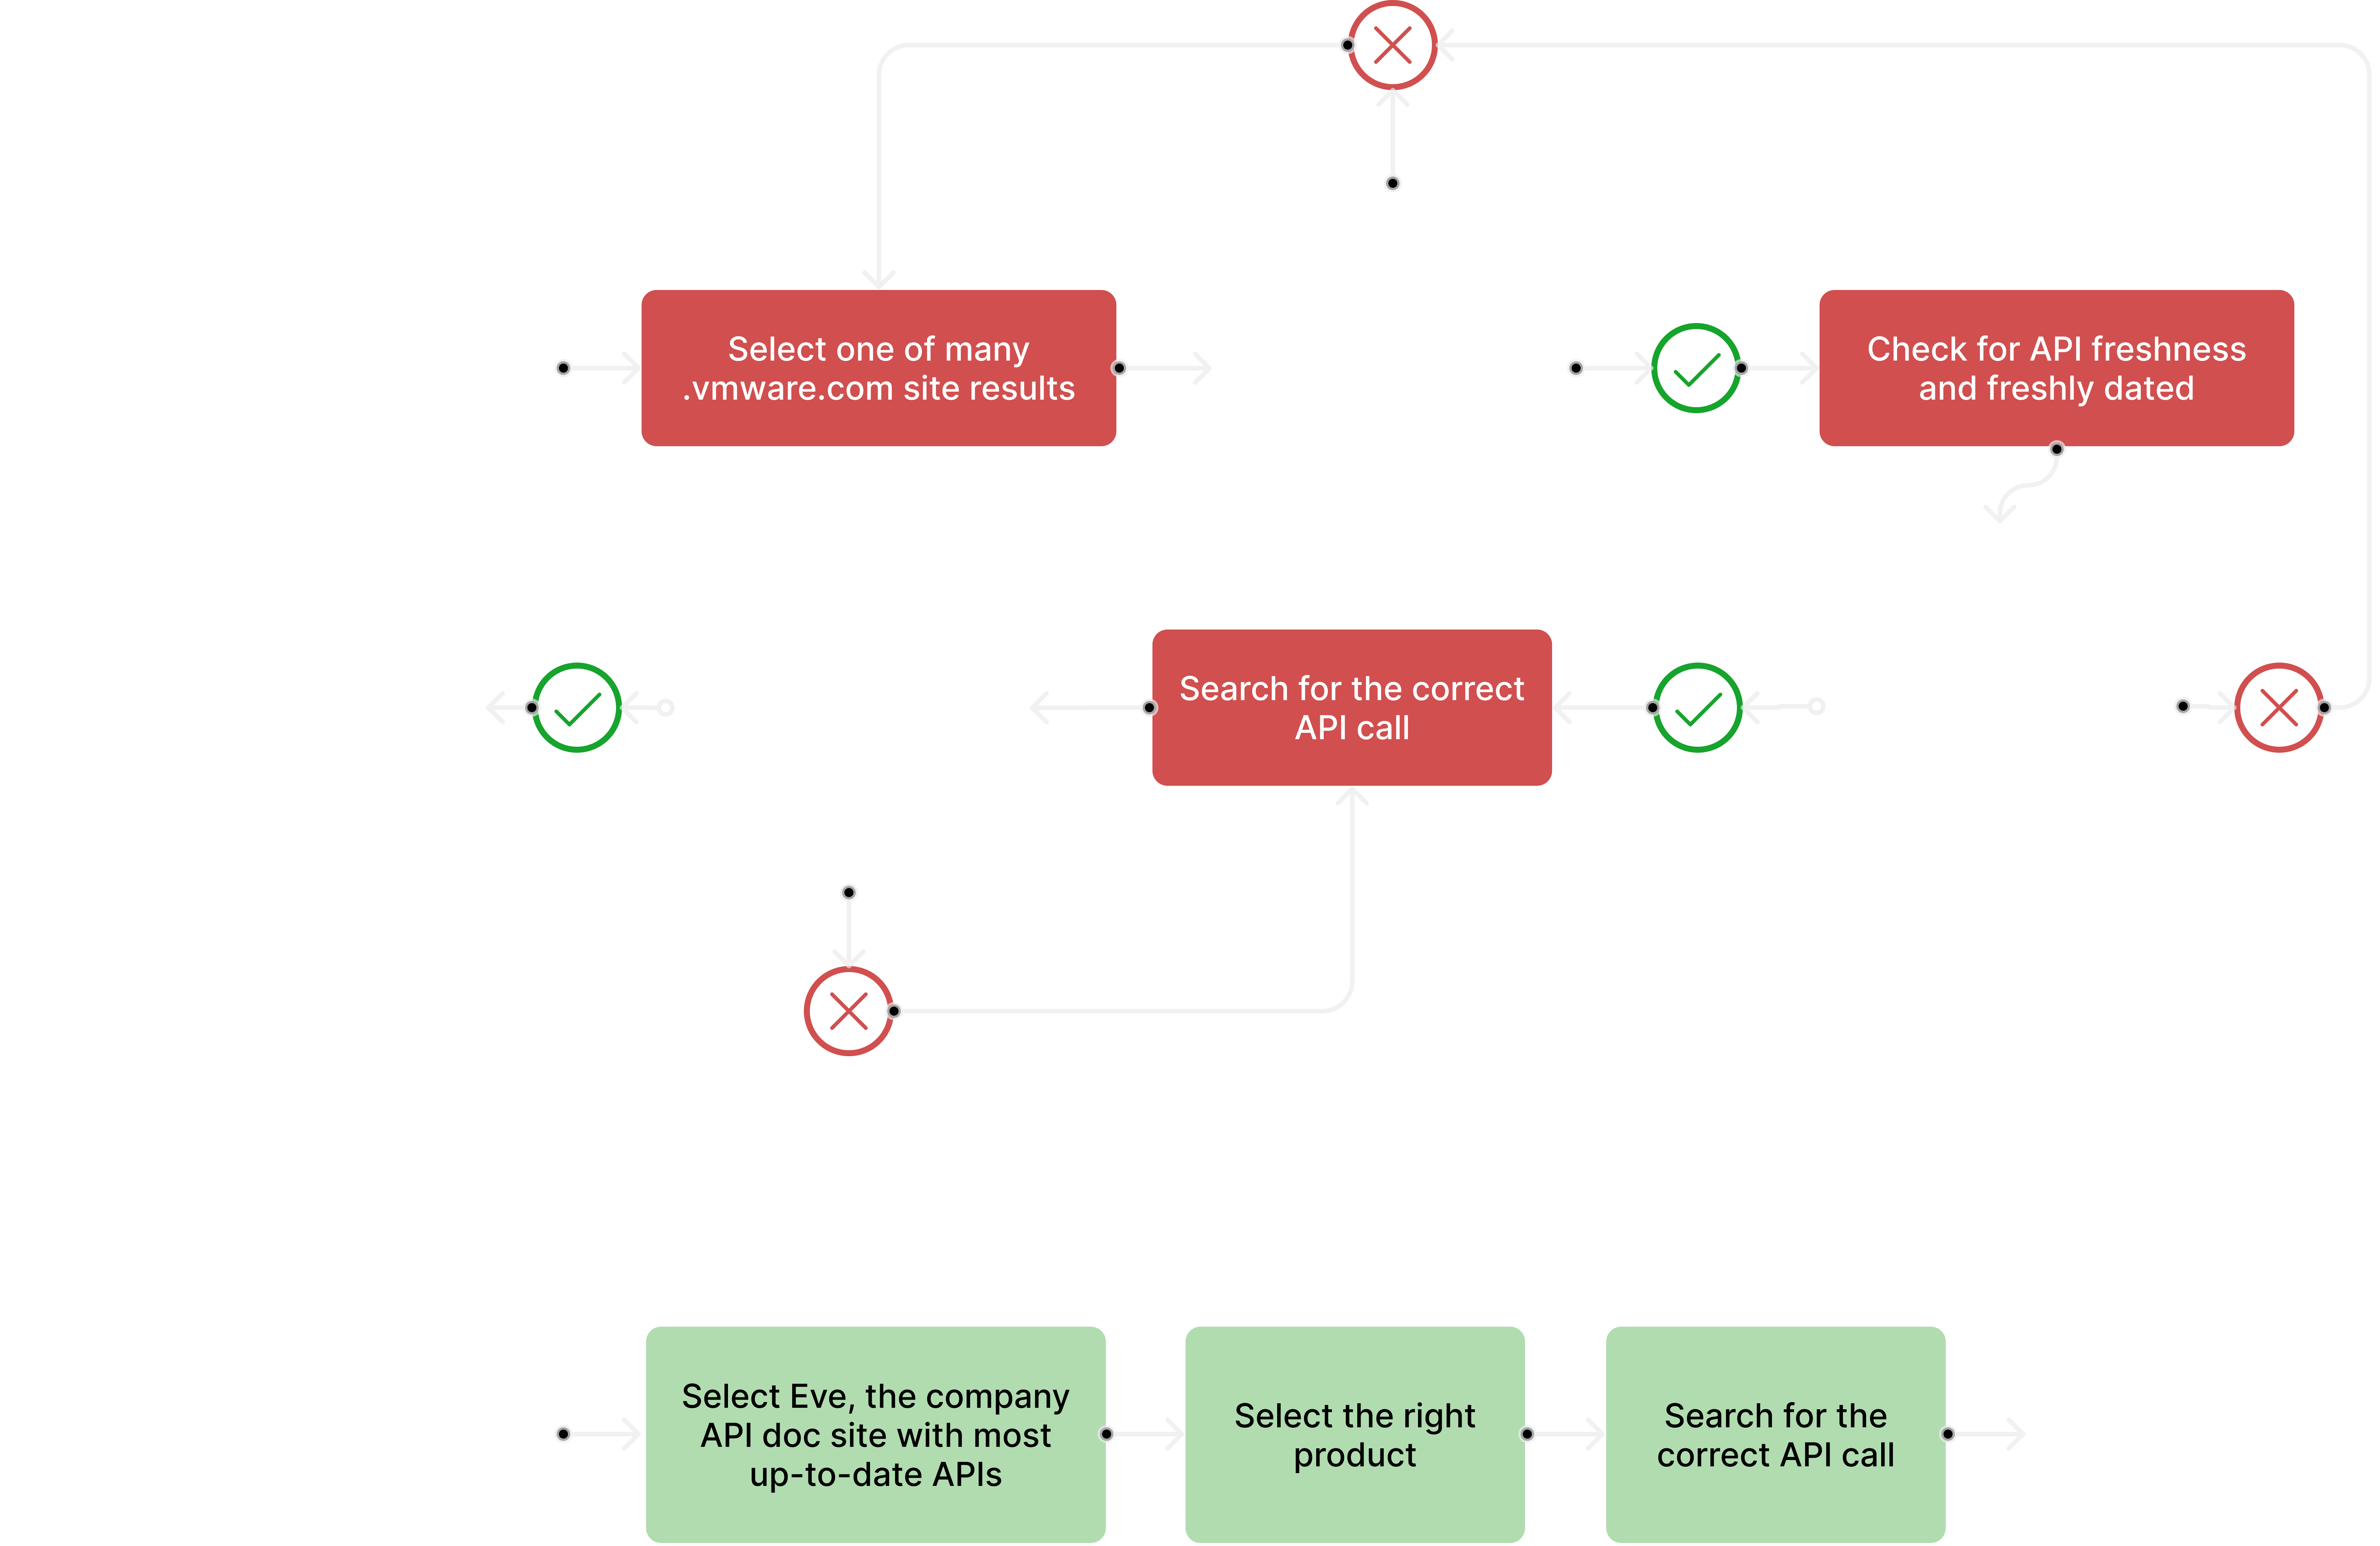 Select one of many
.vmware.com site results
Check for API freshness
and freshly dated
Search for the correct
API call
Select Eve, the company
API doc site with most
up-to-date APIs
Select the right
product
Search for the
correct API call